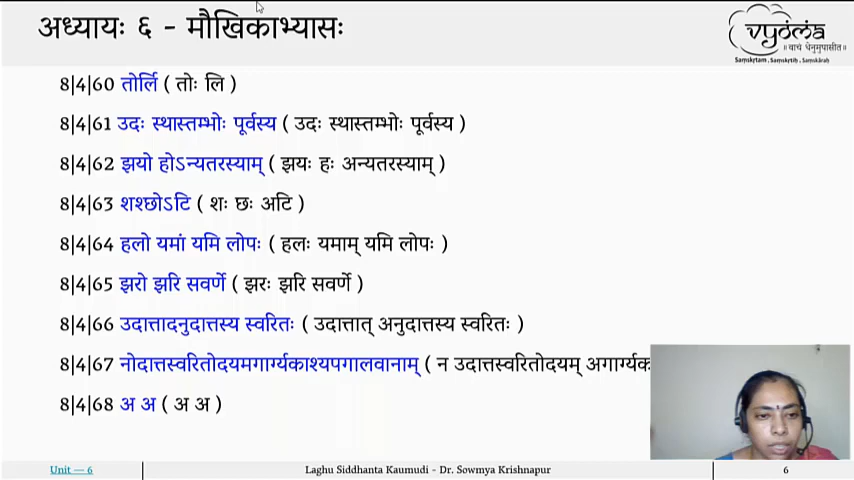 अध्यायः ६ - मौखिकाभ्यासः
vyoma
॥ वाचं धेनुमुपासीत ॥
Saṃskṛtam . Saṃskṛtiḥ . Saṃskāraḥ
8|4|60 तोर्लि ( तोः लि )
8|4|61 उदः स्थास्तम्भोः पूर्वस्य ( उदः स्थास्तम्भोः पूर्वस्य )
8|4|62 झयो होऽन्यतरस्याम् ( झयः हः अन्यतरस्याम् )
8|4|63 शश्छोऽटि ( शः छः अटि )
8|4|64 हलो यमां यमि लोपः ( हलः यमाम् यमि लोपः )
8|4|65 झरो झरि सवर्णे ( झरः झरि सवर्णे )
8|4|66 उदात्तादनुदात्तस्य स्वरितः ( उदात्तात् अनुदात्तस्य स्वरितः )
8|4|67 नोदात्तस्वरितोदयमगार्ग्यकाश्यपगालवानाम् ( न उदात्तस्वरितोदयम् अगार्ग्यक
8|4|68 अ अ ( अ अ )
Unit — 6
Laghu Siddhanta Kaumudi - Dr. Sowmya Krishnapur
6